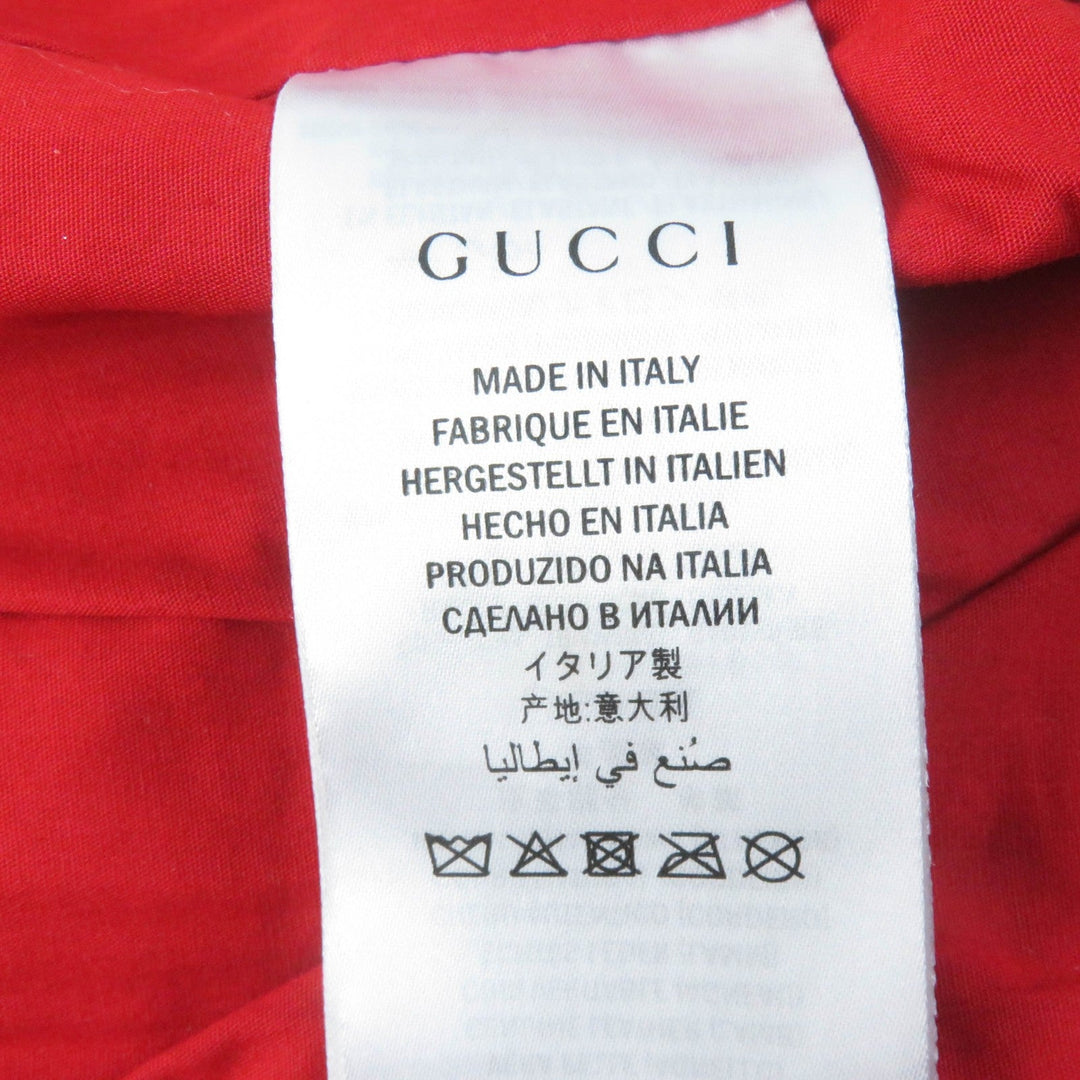 GUCCI
MADE IN ITALY
FABRIQUE EN ITALIE
HERGESTELLT IN ITALIEN
HECHO EN ITALIA
PRODUZIDO NA ITALIA
СДЕЛАНО В ИТАЛИИ
イタリア製
产地:意大利
صُنع في إيطاليا